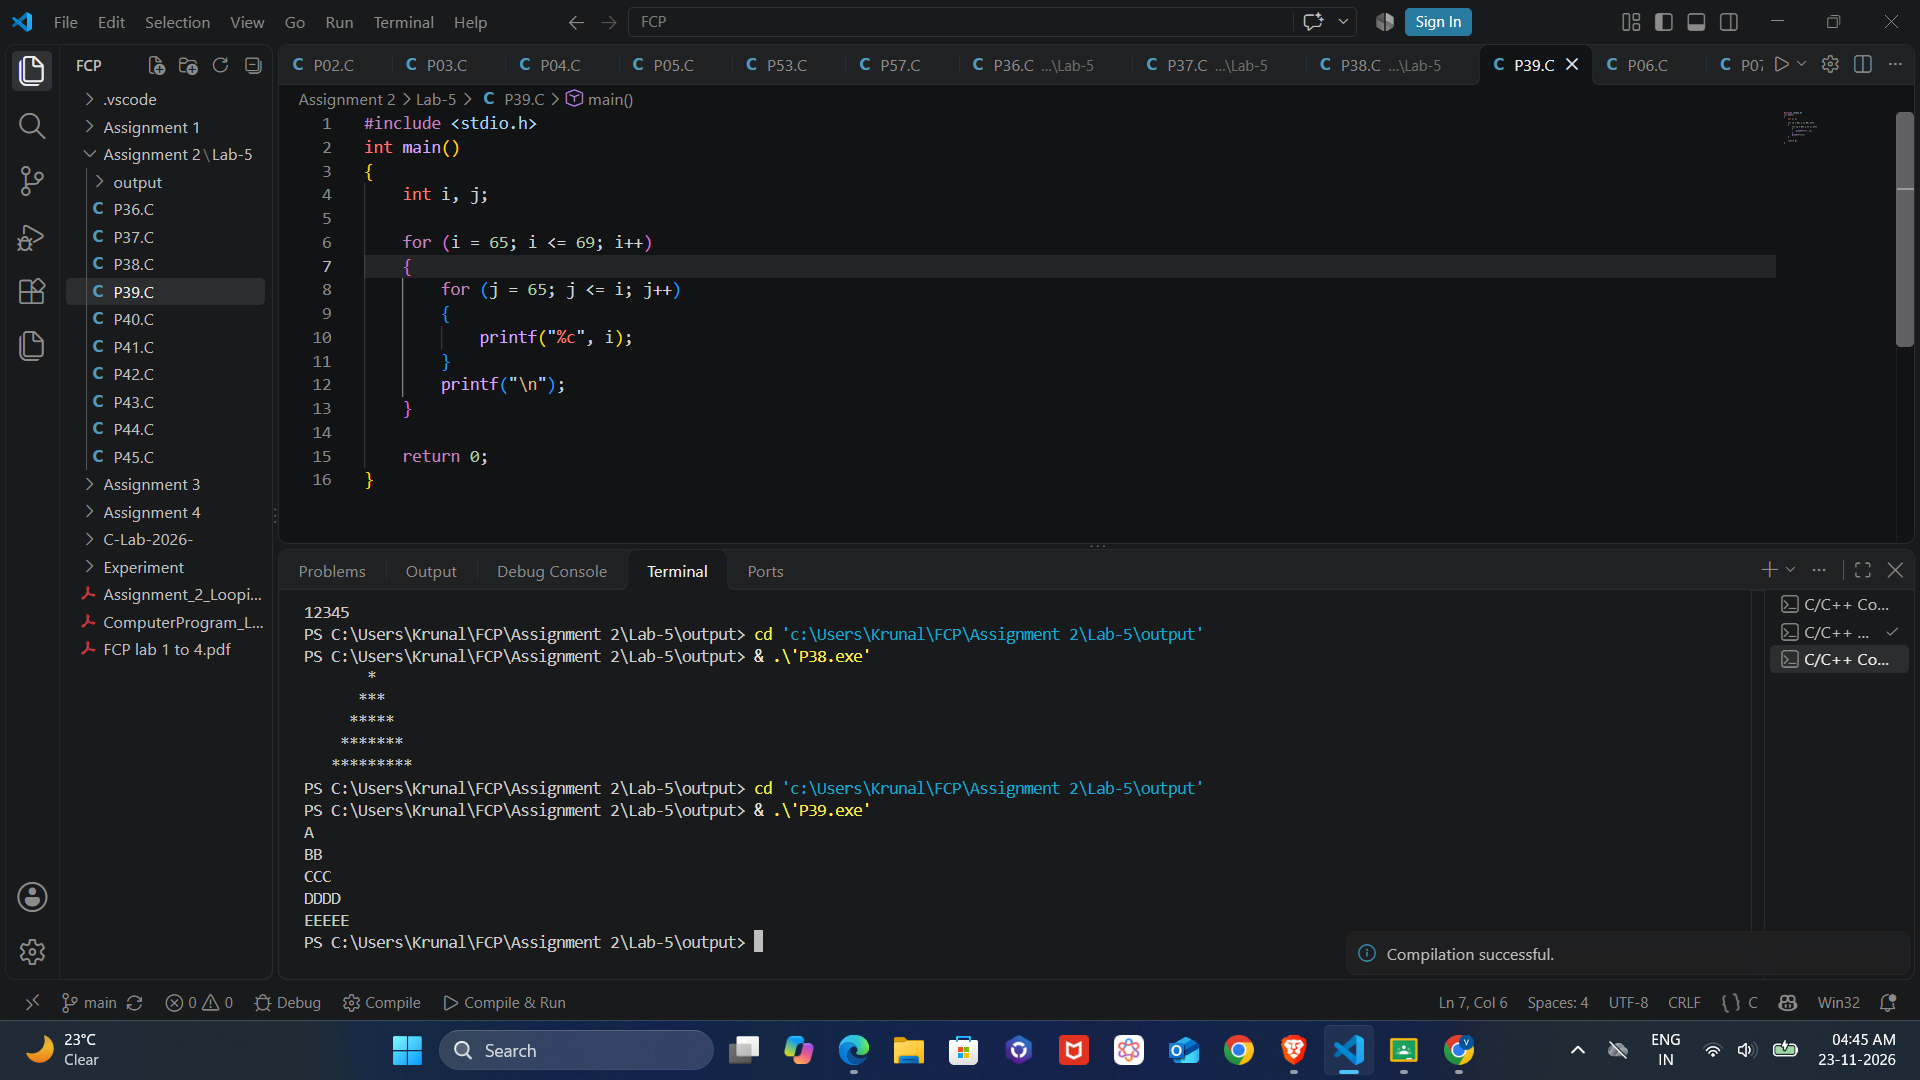 File Edit Selection View Go Run Terminal Help
FCP
Sign In
FCP
P02.C P03.C P04.C P05.C P53.C P57.C P36.C ...\Lab-5 P37.C ...\Lab-5 P38.C ...\Lab-5 P39.C P06.C P07
Assignment 2 > Lab-5 > P39.C > main()
.vscode
Assignment 1
Assignment 2\Lab-5
output
P36.C
P37.C
P38.C
P39.C
P40.C
P41.C
P42.C
P43.C
P44.C
P45.C
Assignment 3
Assignment 4
C-Lab-2026-
Experiment
Assignment_2_Loopi...
ComputerProgram_L...
FCP lab 1 to 4.pdf
1 #include <stdio.h>
2 int main()
3 {
4     int i, j;
5
6     for (i = 65; i <= 69; i++)
7     {
8         for (j = 65; j <= i; j++)
9         {
10             printf("%c", i);
11         }
12         printf("\n");
13     }
14
15     return 0;
16 }
Problems Output Debug Console Terminal Ports
12345
PS C:\Users\Krunal\FCP\Assignment 2\Lab-5\output> cd 'c:\Users\Krunal\FCP\Assignment 2\Lab-5\output'
PS C:\Users\Krunal\FCP\Assignment 2\Lab-5\output> & .\'P38.exe'
       *
      ***
     *****
    *******
   *********
PS C:\Users\Krunal\FCP\Assignment 2\Lab-5\output> cd 'c:\Users\Krunal\FCP\Assignment 2\Lab-5\output'
PS C:\Users\Krunal\FCP\Assignment 2\Lab-5\output> & .\'P39.exe'
A
BB
CCC
DDDD
EEEEE
PS C:\Users\Krunal\FCP\Assignment 2\Lab-5\output>
C/C++ Co...
C/C++ ...
C/C++ Co...
Compilation successful.
main 0 0 Debug Compile Compile & Run
Ln 7, Col 6 Spaces: 4 UTF-8 CRLF {} C Win32
23°C
Clear
Search
ENG
IN
04:45 AM
23-11-2026